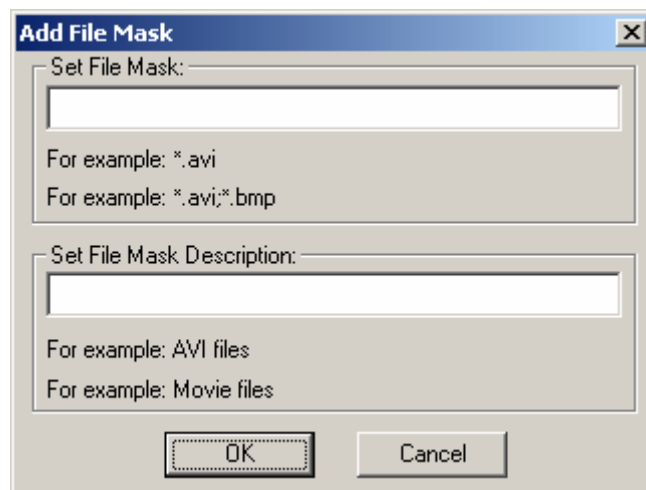 Add File Mask
Set File Mask:
For example: *.avi
For example: *.avi;*.bmp
Set File Mask Description:
For example: AVI files
For example: Movie files
OK
Cancel